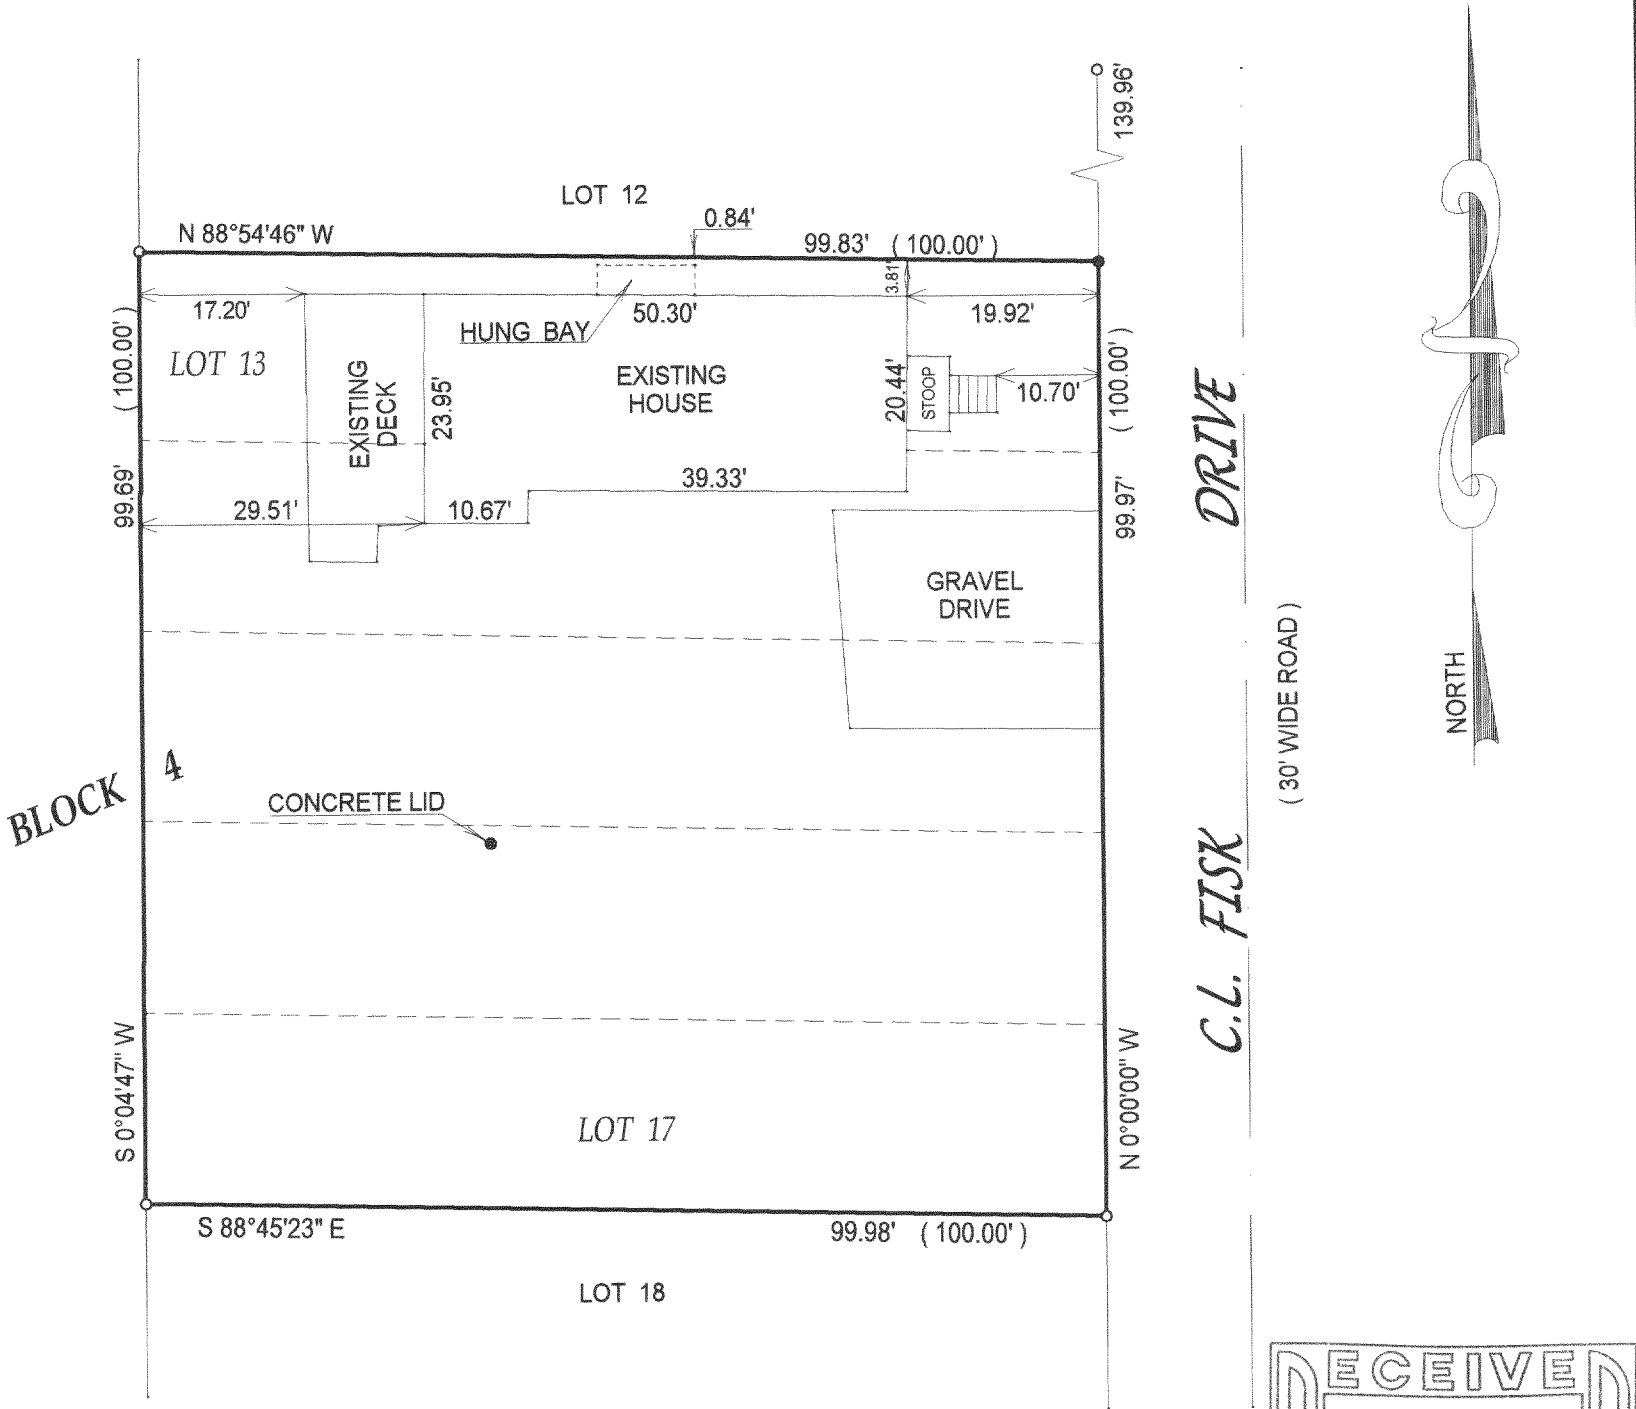 139.96'
LOT 12
0.84'
N 88°54'46" W
99.83' ( 100.00' )
3.81'
17.20'
50.30'
19.92'
HUNG BAY
LOT 13
( 100.00' )
99.69'
EXISTING
DECK
23.95'
EXISTING
HOUSE
20.44'
STOOP
10.70'
( 100.00' )
99.97'
39.33'
29.51'
10.67'
GRAVEL
DRIVE
C.L. FISK DRIVE
( 30' WIDE ROAD )
NORTH
BLOCK 4
CONCRETE LID
S 0°04'47" W
N 0°00'00" W
LOT 17
S 88°45'23" E
99.98' ( 100.00' )
LOT 18
RECEIVED